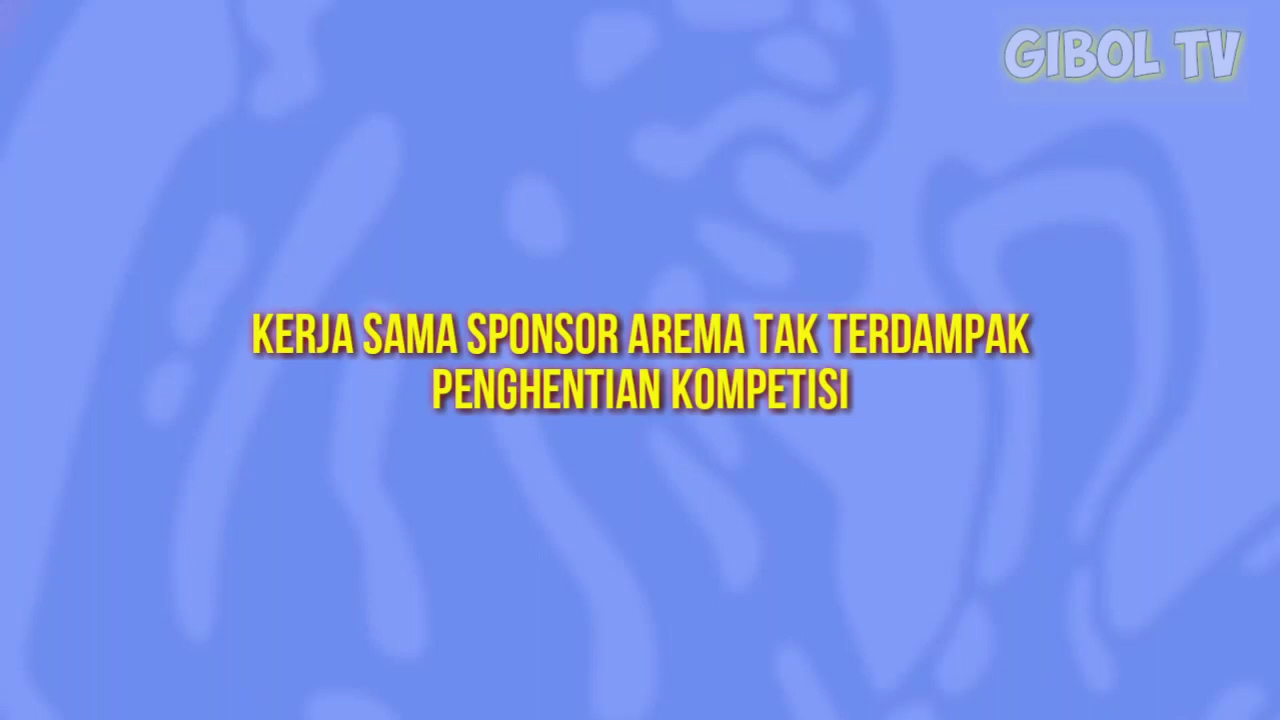 GIBOL TV
KERJA SAMA SPONSOR AREMA TAK TERDAMPAK
PENGHENTIAN KOMPETISI